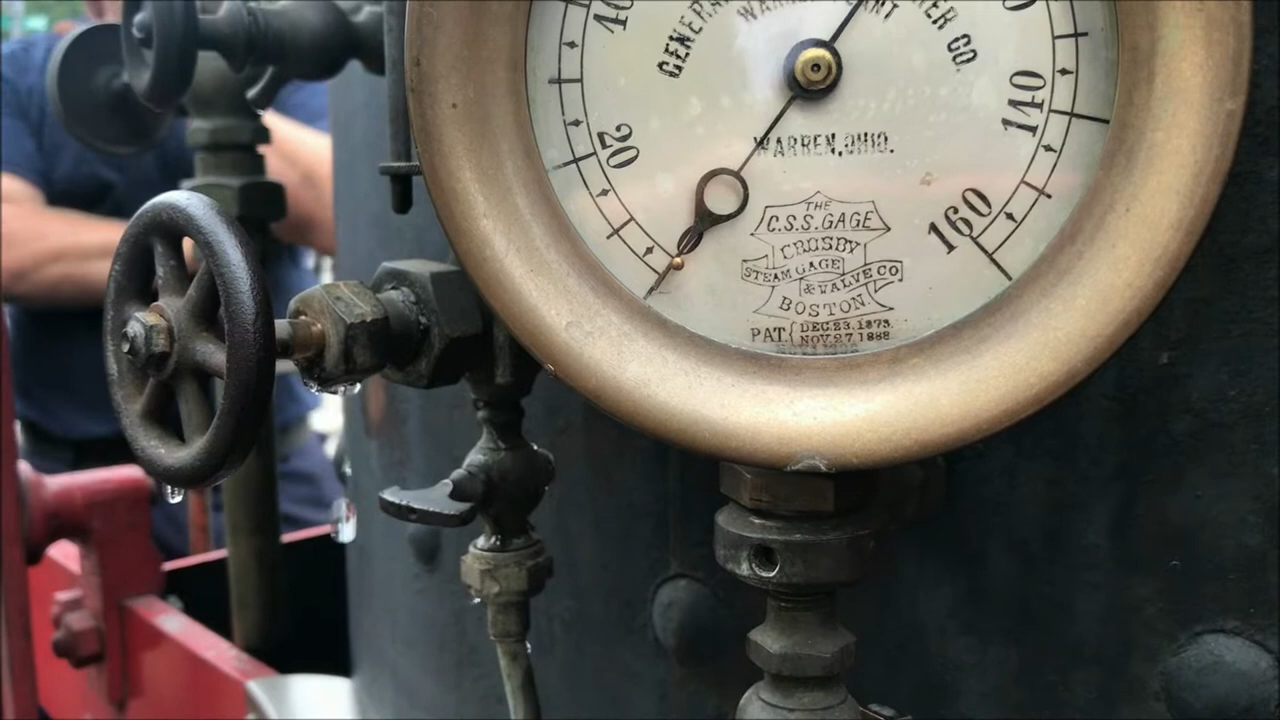 40
WARREN
20
140
WARREN, OHIO.
160
THE
C.S.S. GAGE
CROSBY
STEAM GAGE
& VALVE CO
BOSTON
PAT. { DEC. 23. 1873.
NOV. 27 1888